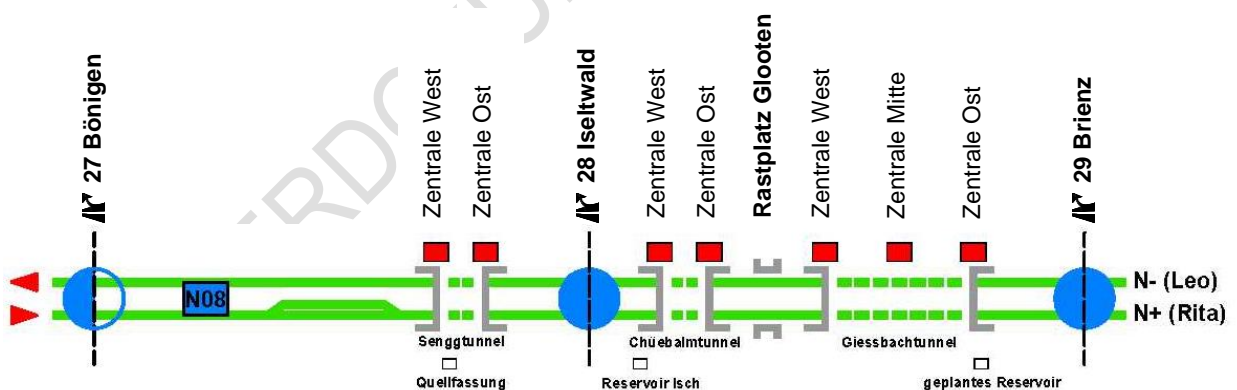 27 Bönigen
Zentrale West
Zentrale Ost
28 Iseltwald
Zentrale West
Zentrale Ost
Rastplatz Glooten
Zentrale West
Zentrale Mitte
Zentrale Ost
29 Brienz
N08
N- (Leo)
N+ (Rita)
Senggtunnel
Chüebalmtunnel
Giessbachtunnel
Quellfassung
Reservoir Isch
geplantes Reservoir